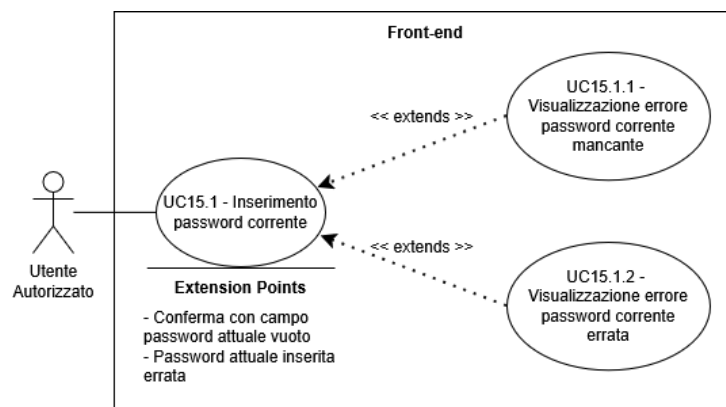 Front-end
UC15.1.1 -
Visualizzazione errore
password corrente
mancante
<< extends >>
UC15.1 - Inserimento
password corrente
<< extends >>
Utente
Autorizzato
Extension Points
- Conferma con campo
password attuale vuoto
- Password attuale inserita
errata
UC15.1.2 -
Visualizzazione errore
password corrente
errata